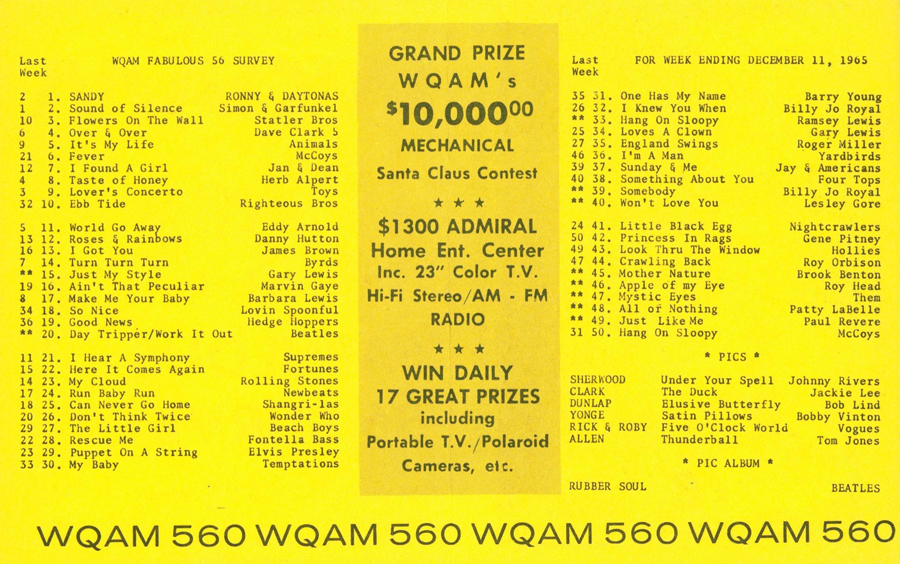 Last WQAM FABULOUS 56 SURVEY
Week
2 1. SANDY RONNY & DAYTONAS
1 2. Sound of Silence Simon & Garfunkel
10 3. Flowers On The Wall Statler Bros
6 4. Over & Over Dave Clark 5
9 5. It's My Life Animals
21 6. Fever McCoys
12 7. I Found A Girl Jan & Dean
4 8. Taste of Honey Herb Alpert
3 9. Lover's Concerto Toys
32 10. Ebb Tide Righteous Bros
5 11. World Go Away Eddy Arnold
13 12. Roses & Rainbows Danny Hutton
16 13. I Got You James Brown
7 14. Turn Turn Turn Byrds
** 15. Just My Style Gary Lewis
19 16. Ain't That Peculiar Marvin Gaye
8 17. Make Me Your Baby Barbara Lewis
34 18. So Nice Lovin Spoonful
36 19. Good News Hedge Hoppers
** 20. Day Tripper/Work It Out Beatles
11 21. I Hear A Symphony Supremes
15 22. Here It Comes Again Fortunes
14 23. My Cloud Rolling Stones
17 24. Run Baby Run Newbeats
18 25. Can Never Go Home Shangri-las
20 26. Don't Think Twice Wonder Who
29 27. The Little Girl Beach Boys
22 28. Rescue Me Fontella Bass
23 29. Puppet On A String Elvis Presley
33 30. My Baby Temptations
GRAND PRIZE
WQAM's
$10,00000
MECHANICAL
Santa Claus Contest
★ ★ ★
$1300 ADMIRAL
Home Ent. Center
Inc. 23" Color T.V.
Hi-Fi Stereo/AM - FM
RADIO
★ ★ ★
WIN DAILY
17 GREAT PRIZES
including
Portable T.V./Polaroid
Cameras, etc.
Last FOR WEEK ENDING DECEMBER 11, 1965
Week
35 31. One Has My Name Barry Young
26 32. I Knew You When Billy Jo Royal
** 33. Hang On Sloopy Ramsey Lewis
25 34. Loves A Clown Gary Lewis
27 35. England Swings Roger Miller
46 36. I'm A Man Yardbirds
39 37. Sunday & Me Jay & Americans
40 38. Something About You Four Tops
** 39. Somebody Billy Jo Royal
** 40. Won't Love You Lesley Gore
24 41. Little Black Egg Nightcrawlers
50 42. Princess In Rags Gene Pitney
49 43. Look Thru The Window Hollies
47 44. Crawling Back Roy Orbison
** 45. Mother Nature Brook Benton
** 46. Apple of my Eye Roy Head
** 47. Mystic Eyes Them
** 48. All or Nothing Patty LaBelle
** 49. Just Like Me Paul Revere
31 50. Hang On Sloopy McCoys
* PICS *
SHERWOOD Under Your Spell Johnny Rivers
CLARK The Duck Jackie Lee
DUNLAP Elusive Butterfly Bob Lind
YONGE Satin Pillows Bobby Vinton
RICK & ROBY Five O'Clock World Vogues
ALLEN Thunderball Tom Jones
* PIC ALBUM *
RUBBER SOUL BEATLES
WQAM 560 WQAM 560 WQAM 560 WQAM 560